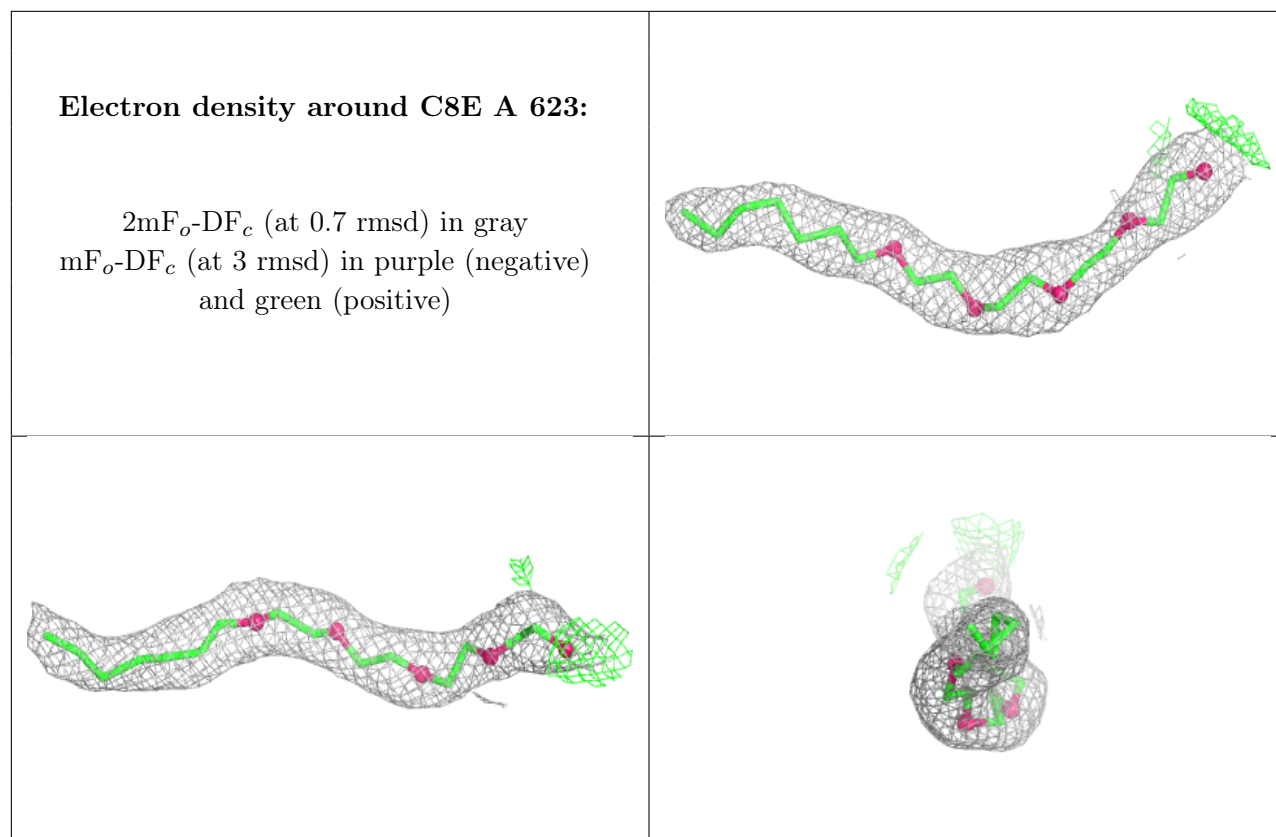 Electron density around C8E A 623:
2mFo-DFc (at 0.7 rmsd) in gray
mFo-DFc (at 3 rmsd) in purple (negative)
and green (positive)